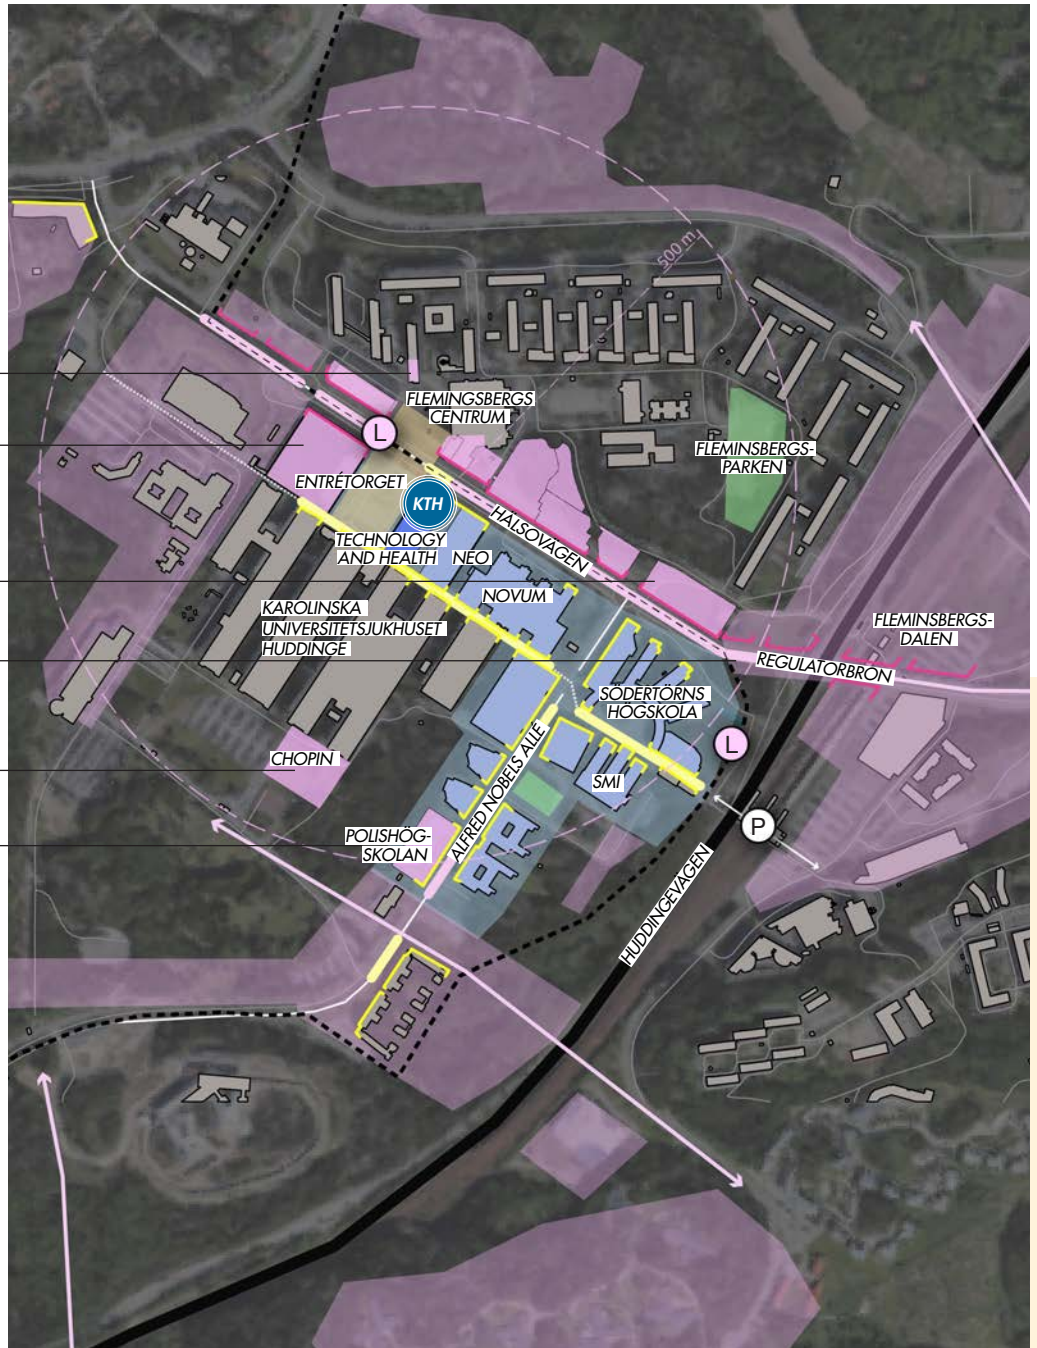 500 m
FLEMINGSBERGS
CENTRUM
L
FLEMINSBERGS-
PARKEN
ENTRÉTORGET
KTH
HÄLSOVÄGEN
TECHNOLOGY
AND HEALTH
NEO
NOVUM
KAROLINSKA
UNIVERSITETSJUKHUSET
HUDDINGE
FLEMINSBERGS-
DALEN
REGULATORBRON
SÖDERTÖRNS
HÖGSKOLA
L
CHOPIN
ALFRED NOBELS ALLÉ
SMI
P
POLISHÖG-
SKOLAN
HUDDINGEVÄGEN